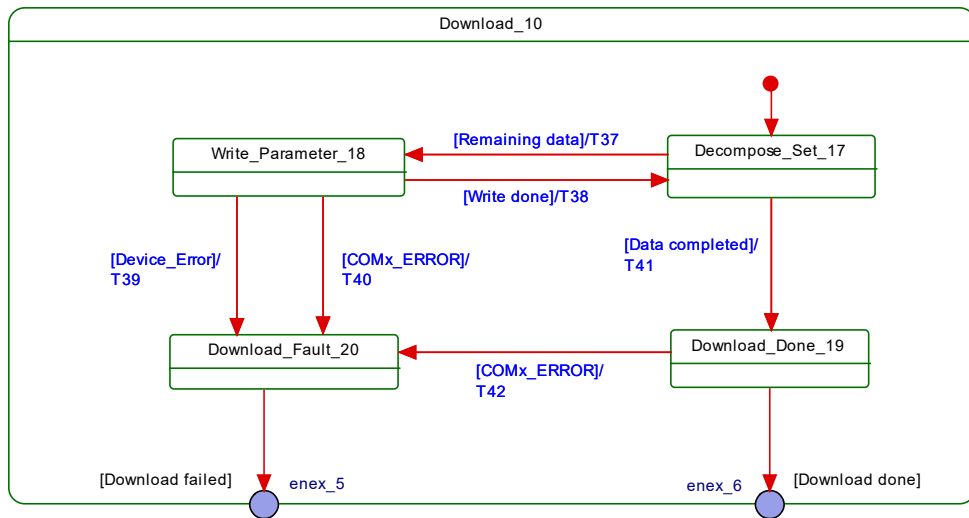 Download_10
[Remaining data]/T37
Write_Parameter_18
Decompose_Set_17
[Write done]/T38
[Device_Error]/
T39
[COMx_ERROR]/
T40
[Data completed]/
T41
Download_Fault_20
Download_Done_19
[COMx_ERROR]/
T42
[Download failed]
enex_5
enex_6
[Download done]